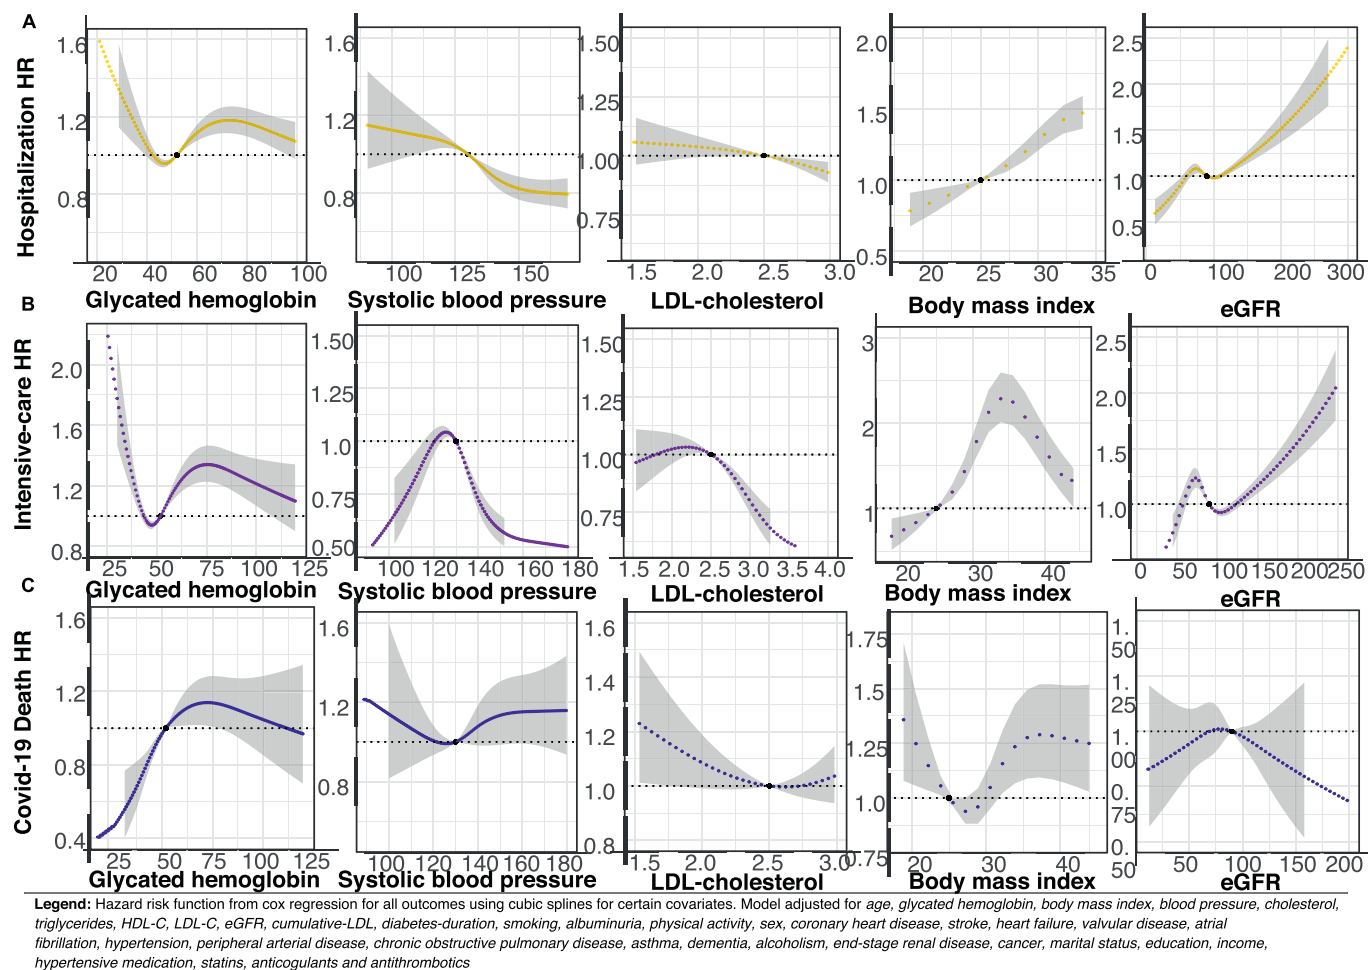 A
Hospitalization HR
1.6
1.2
0.8
20 40 60 80 100
Glycated hemoglobin
1.6
1.4
1.2
1.0
0.8
100 125 150
Systolic blood pressure
1.50
1.25
1.00
0.75
1.5 2.0 2.5 3.0
LDL-cholesterol
2.0
1.5
1.0
0.5
20 25 30 35
Body mass index
2.5
2.0
1.5
1.0
0.5
0 100 200 300
eGFR
B
Intensive-care HR
2.0
1.6
1.2
0.8
25 50 75 100 125
Glycated hemoglobin
1.50
1.25
1.0
0.75
0.50
100 120 140 160 180
Systolic blood pressure
1.50
1.25
1.00
0.75
1.5 2.0 2.5 3.0 3.5 4.0
LDL-cholesterol
3
2
1
20 30 40
Body mass index
2.5
2.0
1.5
1.0
0 50 100 150 200 250
eGFR
C
Covid-19 Death HR
1.6
1.2
0.8
0.4
25 50 75 100 125
Glycated hemoglobin
1.6
1.4
1.2
1.0
0.8
100 120 140 160 180
Systolic blood pressure
1.6
1.4
1.2
1.0
0.8
1.5 2.0 2.5 3.0
LDL-cholesterol
1.75
1.50
1.25
1.0
0.75
20 30 40
Body mass index
1.
50
1.
25
1.
00
0.
75
0.
50
50 100 150 200
eGFR
Legend: Hazard risk function from cox regression for all outcomes using cubic splines for certain covariates. Model adjusted for age, glycated hemoglobin, body mass index, blood pressure, cholesterol,
triglycerides, HDL-C, LDL-C, eGFR, cumulative-LDL, diabetes-duration, smoking, albuminuria, physical activity, sex, coronary heart disease, stroke, heart failure, valvular disease, atrial
fibrillation, hypertension, peripheral arterial disease, chronic obstructive pulmonary disease, asthma, dementia, alcoholism, end-stage renal disease, cancer, marital status, education, income,
hypertensive medication, statins, anticogulants and antithrombotics